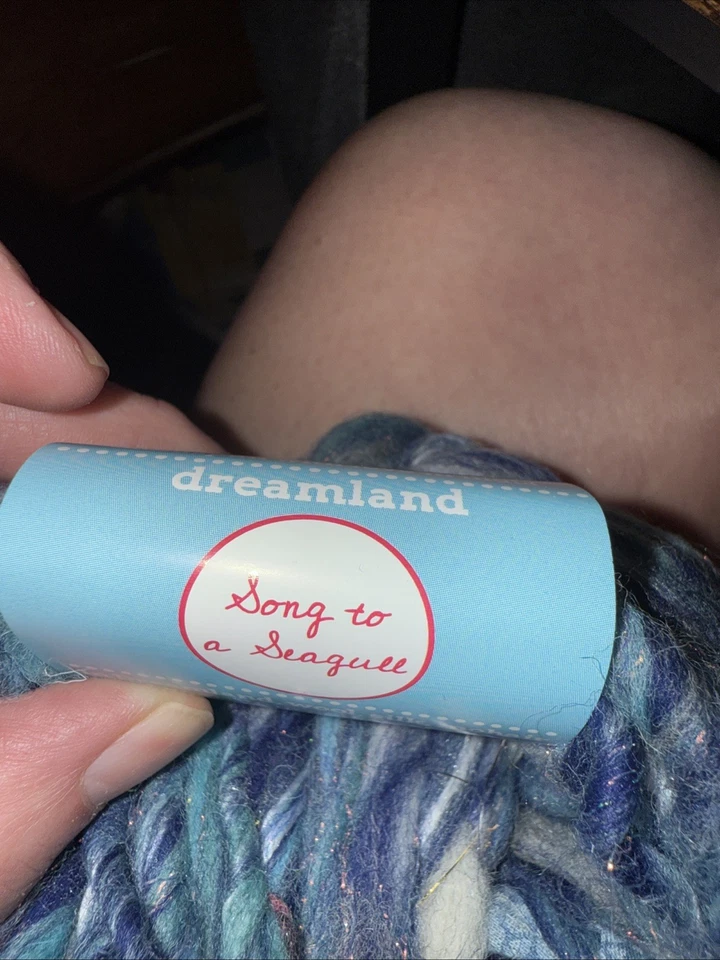 dreamland
Song to
a Seagull